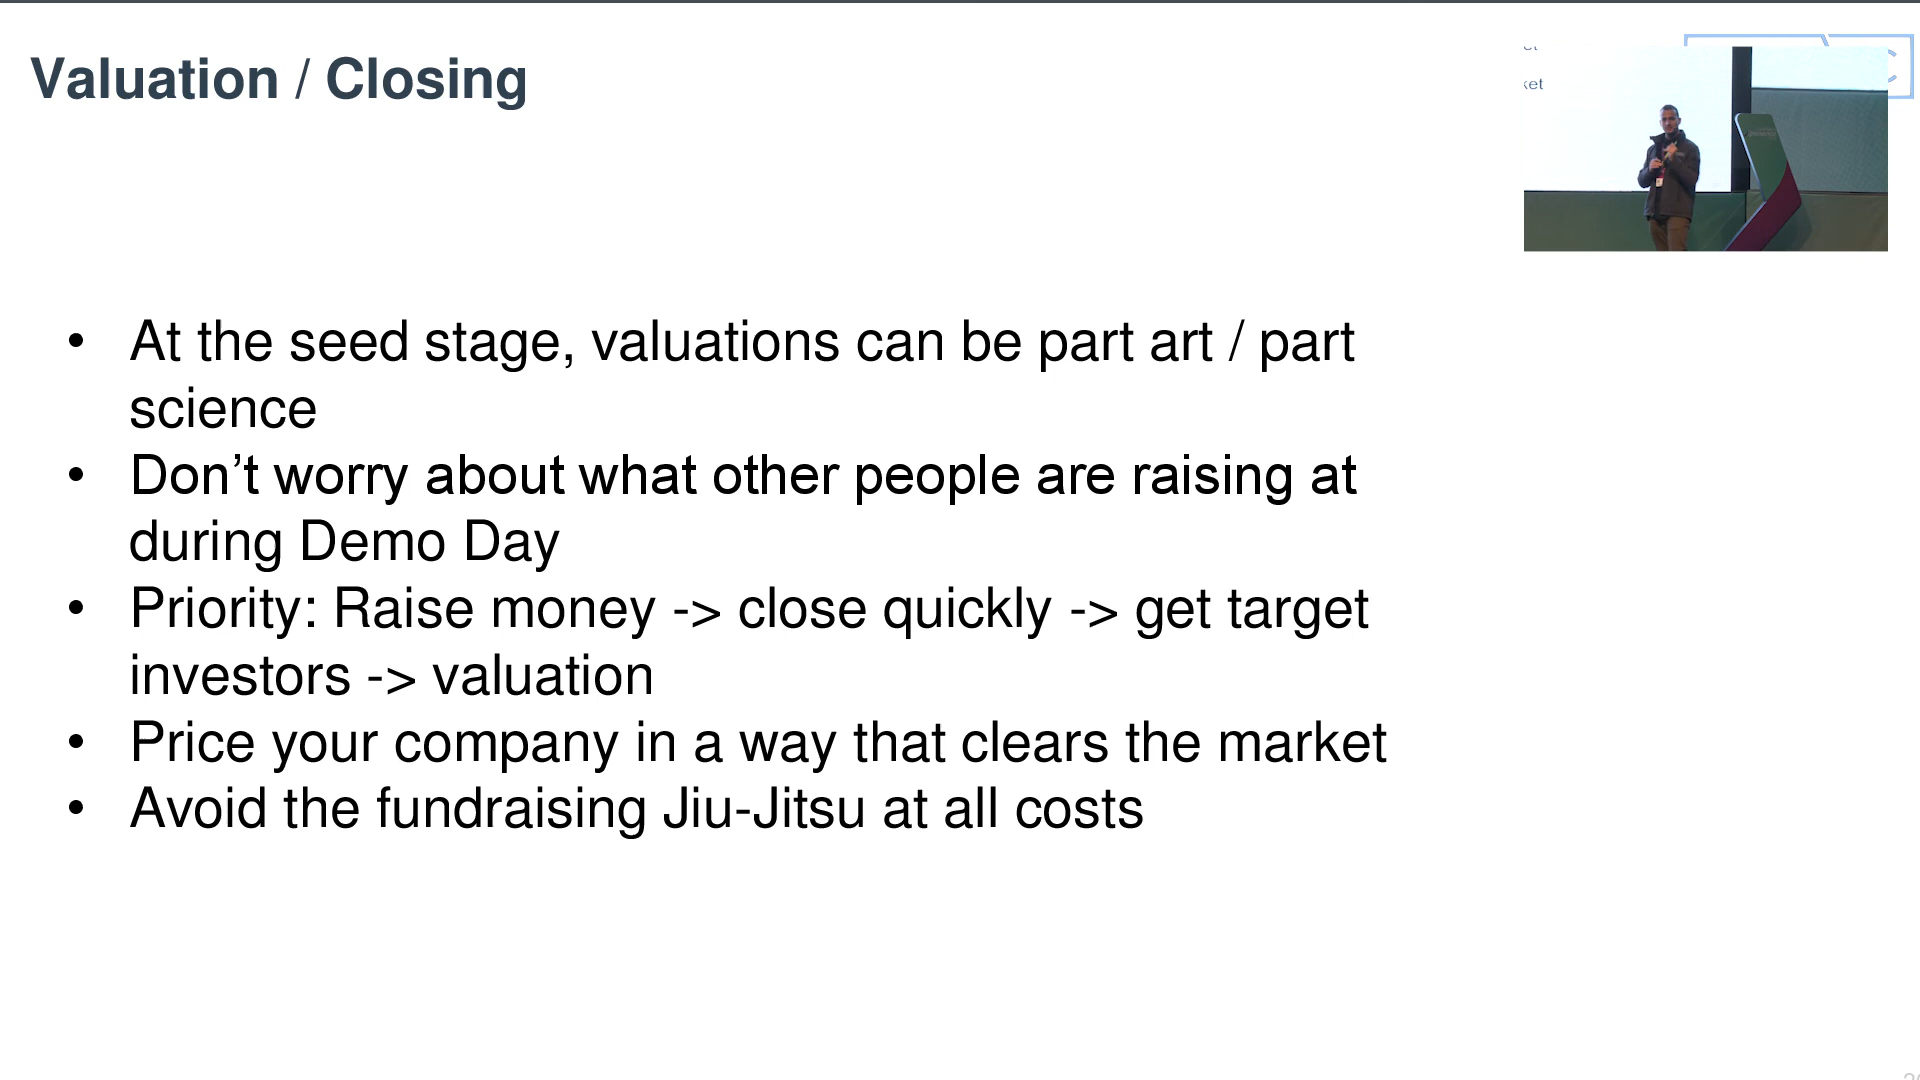 Valuation / Closing
ket
• At the seed stage, valuations can be part art / part
science
• Don’t worry about what other people are raising at
during Demo Day
• Priority: Raise money -> close quickly -> get target
investors -> valuation
• Price your company in a way that clears the market
• Avoid the fundraising Jiu-Jitsu at all costs